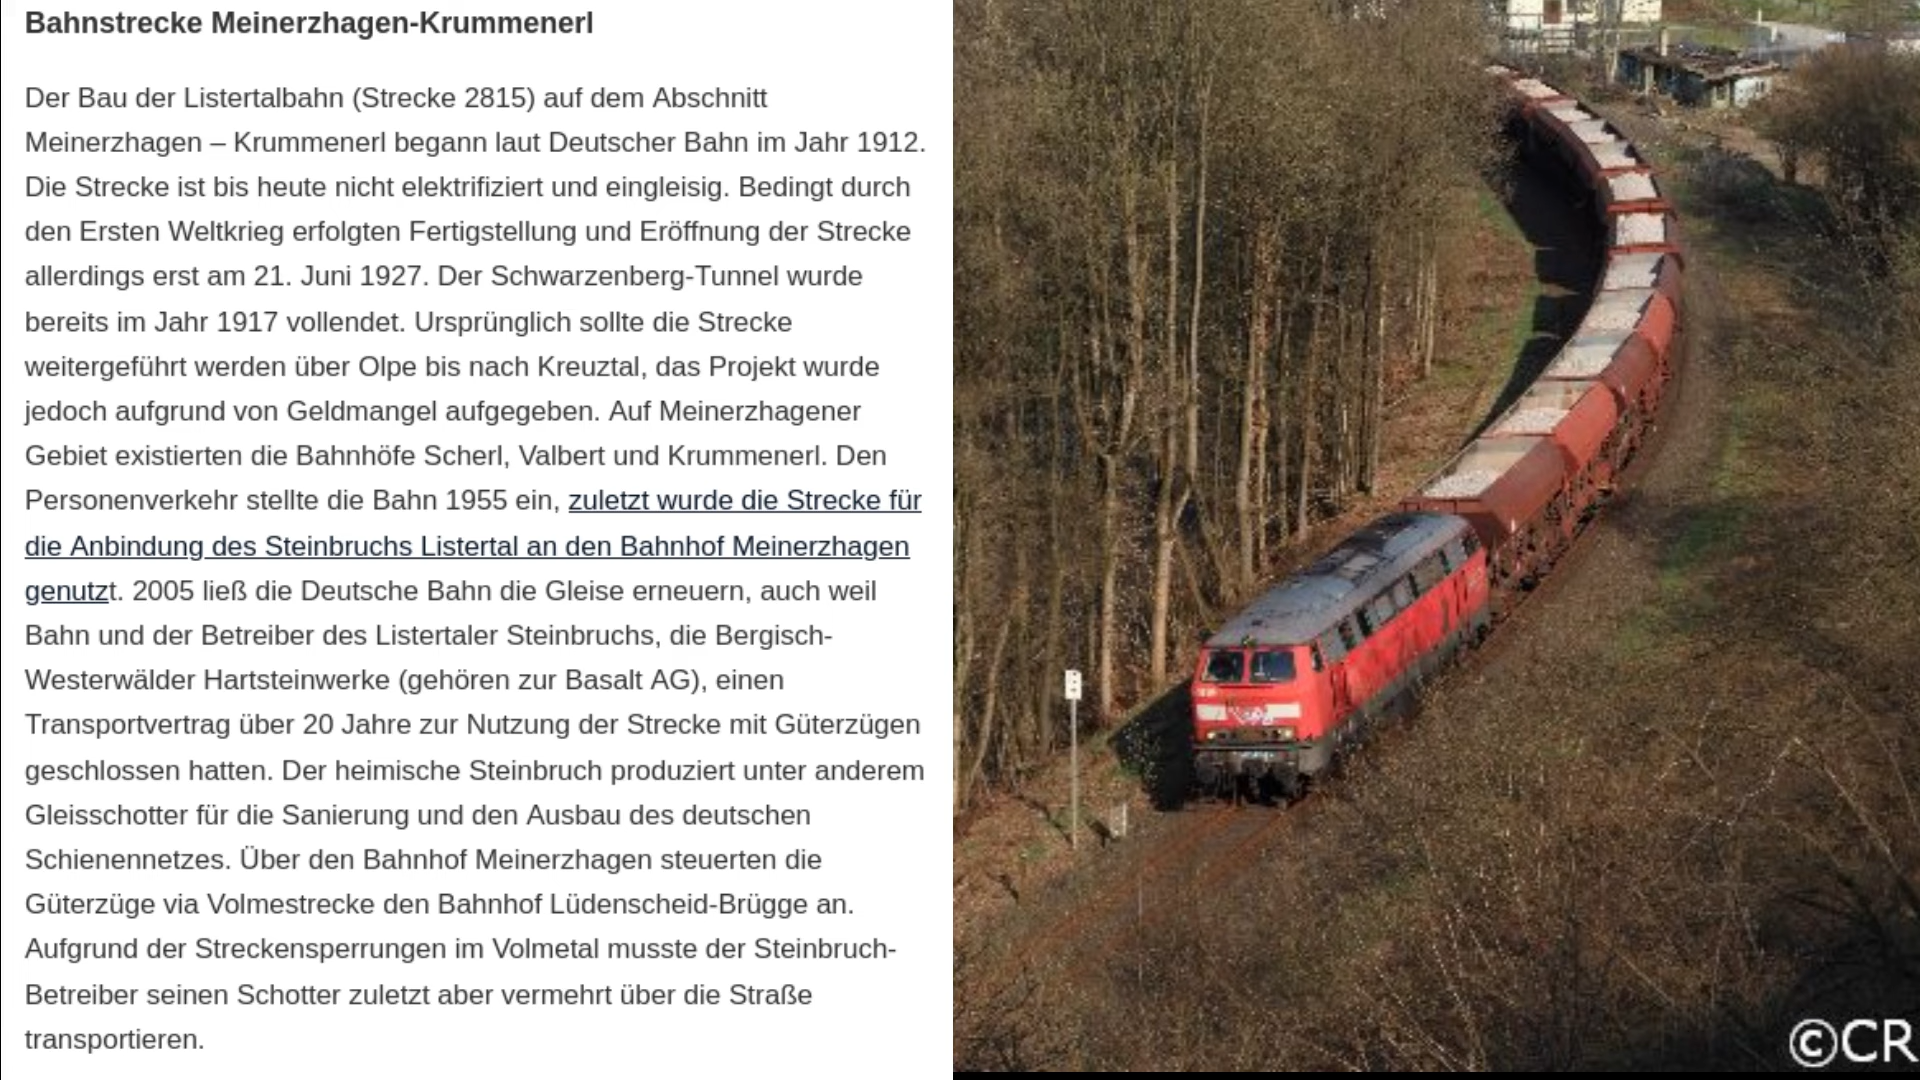 Bahnstrecke Meinerzhagen-Krummenerl
Der Bau der Listertalbahn (Strecke 2815) auf dem Abschnitt
Meinerzhagen – Krummenerl begann laut Deutscher Bahn im Jahr 1912.
Die Strecke ist bis heute nicht elektrifiziert und eingleisig. Bedingt durch
den Ersten Weltkrieg erfolgten Fertigstellung und Eröffnung der Strecke
allerdings erst am 21. Juni 1927. Der Schwarzenberg-Tunnel wurde
bereits im Jahr 1917 vollendet. Ursprünglich sollte die Strecke
weitergeführt werden über Olpe bis nach Kreuztal, das Projekt wurde
jedoch aufgrund von Geldmangel aufgegeben. Auf Meinerzhagener
Gebiet existierten die Bahnhöfe Scherl, Valbert und Krummenerl. Den
Personenverkehr stellte die Bahn 1955 ein, zuletzt wurde die Strecke für
die Anbindung des Steinbruchs Listertal an den Bahnhof Meinerzhagen
genutzt. 2005 ließ die Deutsche Bahn die Gleise erneuern, auch weil
Bahn und der Betreiber des Listertaler Steinbruchs, die Bergisch-
Westerwälder Hartsteinwerke (gehören zur Basalt AG), einen
Transportvertrag über 20 Jahre zur Nutzung der Strecke mit Güterzügen
geschlossen hatten. Der heimische Steinbruch produziert unter anderem
Gleisschotter für die Sanierung und den Ausbau des deutschen
Schienennetzes. Über den Bahnhof Meinerzhagen steuerten die
Güterzüge via Volmestrecke den Bahnhof Lüdenscheid-Brügge an.
Aufgrund der Streckensperrungen im Volmetal musste der Steinbruch-
Betreiber seinen Schotter zuletzt aber vermehrt über die Straße
transportieren.
©CR